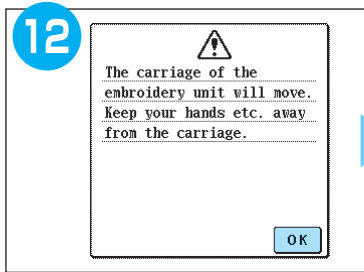 12
The carriage of the
embroidery unit will move.
Keep your hands etc. away
from the carriage.
OK